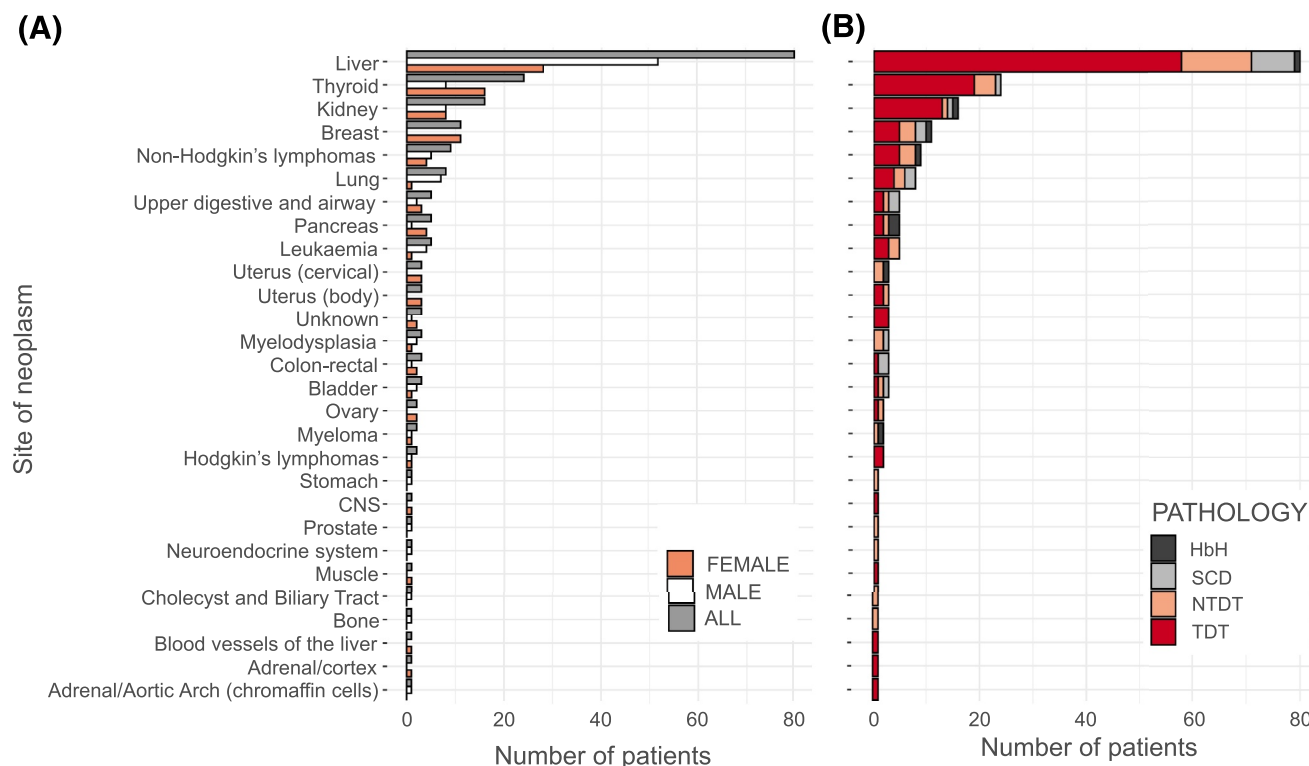 (A)
Site of neoplasm
Liver
Thyroid
Kidney
Breast
Non-Hodgkin's lymphomas
Lung
Upper digestive and airway
Pancreas
Leukaemia
Uterus (cervical)
Uterus (body)
Unknown
Myelodysplasia
Colon-rectal
Bladder
Ovary
Myeloma
Hodgkin's lymphomas
Stomach
CNS
Prostate
Neuroendocrine system
Muscle
Cholecyst and Biliary Tract
Bone
Blood vessels of the liver
Adrenal/cortex
Adrenal/Aortic Arch (chromaffin cells)
FEMALE
MALE
ALL
0 20 40 60 80
Number of patients
(B)
PATHOLOGY
HbH
SCD
NTDT
TDT
0 20 40 60 80
Number of patients